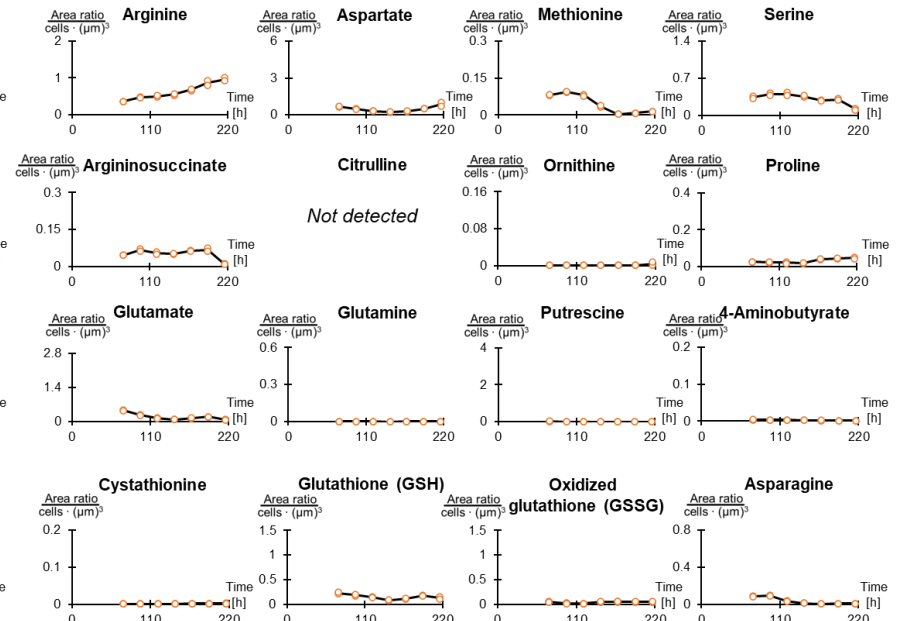 Arginine
Area ratio
cells · (µm)³
2
1
0
0
110
220
Time
[h]
Aspartate
Area ratio
cells · (µm)³
6
3
0
0
110
220
Time
[h]
Methionine
Area ratio
cells · (µm)³
0.3
0.15
0
0
110
220
Time
[h]
Serine
Area ratio
cells · (µm)³
1.4
0.7
0
0
110
220
Time
[h]
e
Argininosuccinate
Area ratio
cells · (µm)³
0.3
0.15
0
0
110
220
Time
[h]
Citrulline
Not detected
Ornithine
Area ratio
cells · (µm)³
0.16
0.08
0
0
110
220
Time
[h]
Proline
Area ratio
cells · (µm)³
0.4
0.2
0
0
110
220
Time
[h]
e
Glutamate
Area ratio
cells · (µm)³
2.8
1.4
0
0
110
220
Time
[h]
Glutamine
Area ratio
cells · (µm)³
0.6
0.3
0
0
110
220
Time
[h]
Putrescine
Area ratio
cells · (µm)³
4
2
0
0
110
220
Time
[h]
4-Aminobutyrate
Area ratio
cells · (µm)³
0.2
0.1
0
0
110
220
Time
[h]
e
Cystathionine
Area ratio
cells · (µm)³
0.2
0.1
0
0
110
220
Time
[h]
Glutathione (GSH)
Area ratio
cells · (µm)³
1.5
1
0.5
0
0
110
220
Time
[h]
Oxidized
glutathione (GSSG)
Area ratio
cells · (µm)³
1.5
1
0.5
0
0
110
220
Time
[h]
Asparagine
Area ratio
cells · (µm)³
0.8
0.4
0
0
110
220
Time
[h]
e